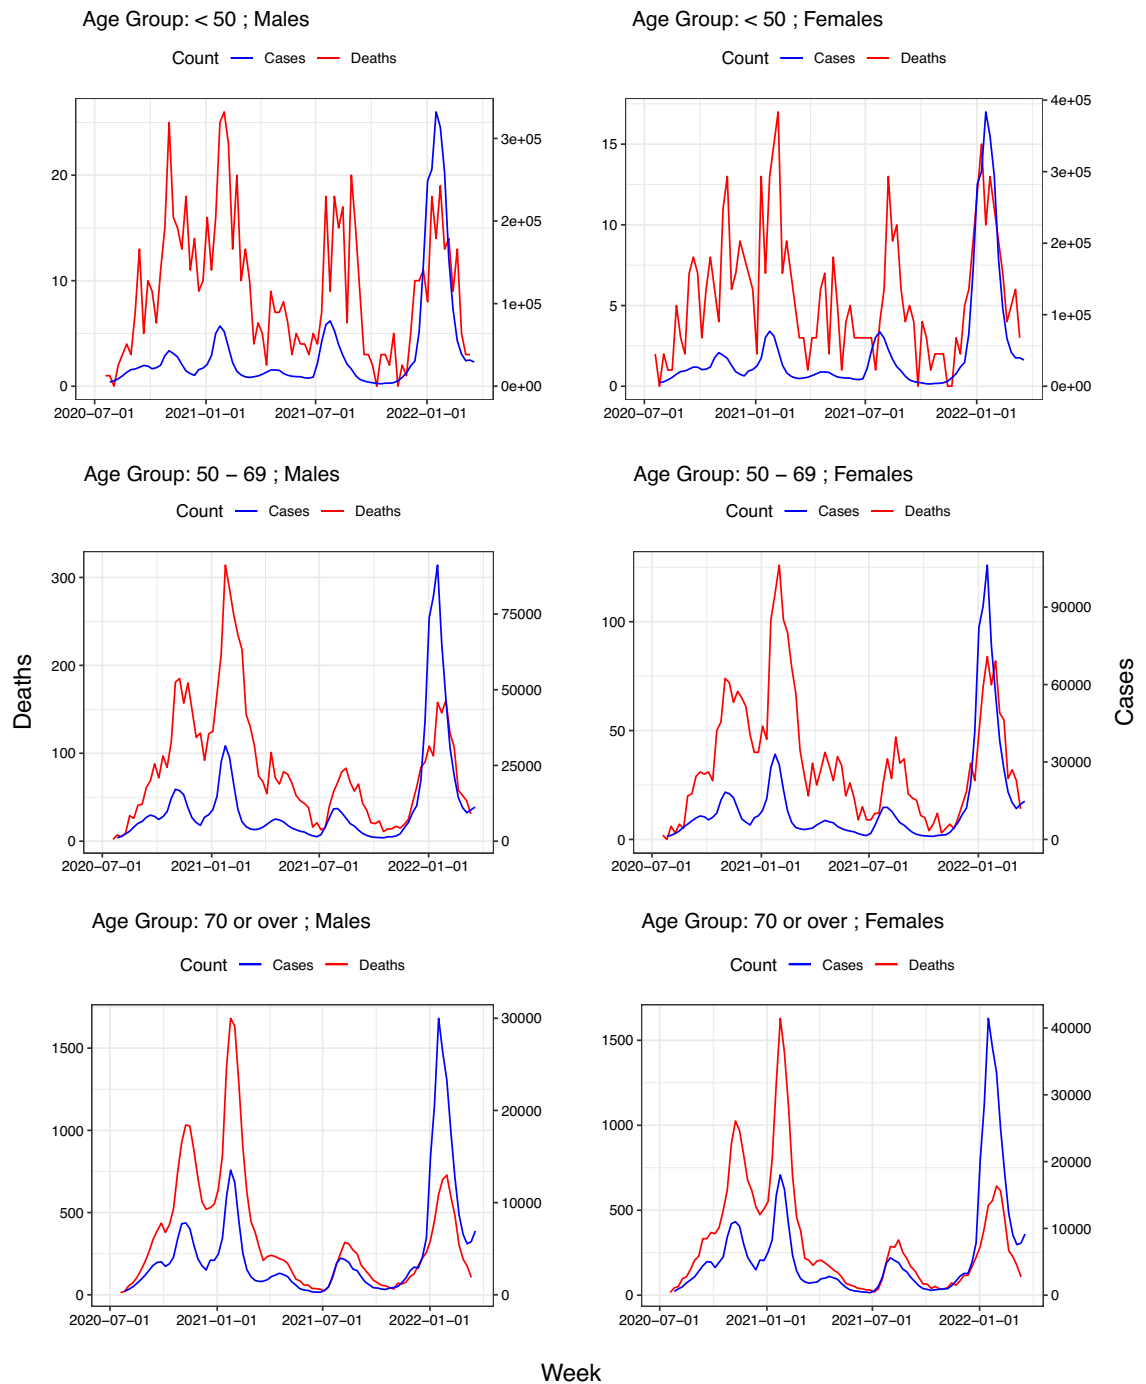 Age Group: < 50 ; Males
Count Cases Deaths
20
10
0
3e+05
2e+05
1e+05
0e+00
2020−07−01 2021−01−01 2021−07−01 2022−01−01
Age Group: < 50 ; Females
Count Cases Deaths
15
10
5
0
4e+05
3e+05
2e+05
1e+05
0e+00
2020−07−01 2021−01−01 2021−07−01 2022−01−01
Age Group: 50 − 69 ; Males
Count Cases Deaths
300
200
100
0
75000
50000
25000
0
2020−07−01 2021−01−01 2021−07−01 2022−01−01
Age Group: 50 − 69 ; Females
Count Cases Deaths
100
50
0
90000
60000
30000
0
2020−07−01 2021−01−01 2021−07−01 2022−01−01
Deaths
Cases
Age Group: 70 or over ; Males
Count Cases Deaths
1500
1000
500
0
30000
20000
10000
0
2020−07−01 2021−01−01 2021−07−01 2022−01−01
Age Group: 70 or over ; Females
Count Cases Deaths
1500
1000
500
0
40000
30000
20000
10000
0
2020−07−01 2021−01−01 2021−07−01 2022−01−01
Week